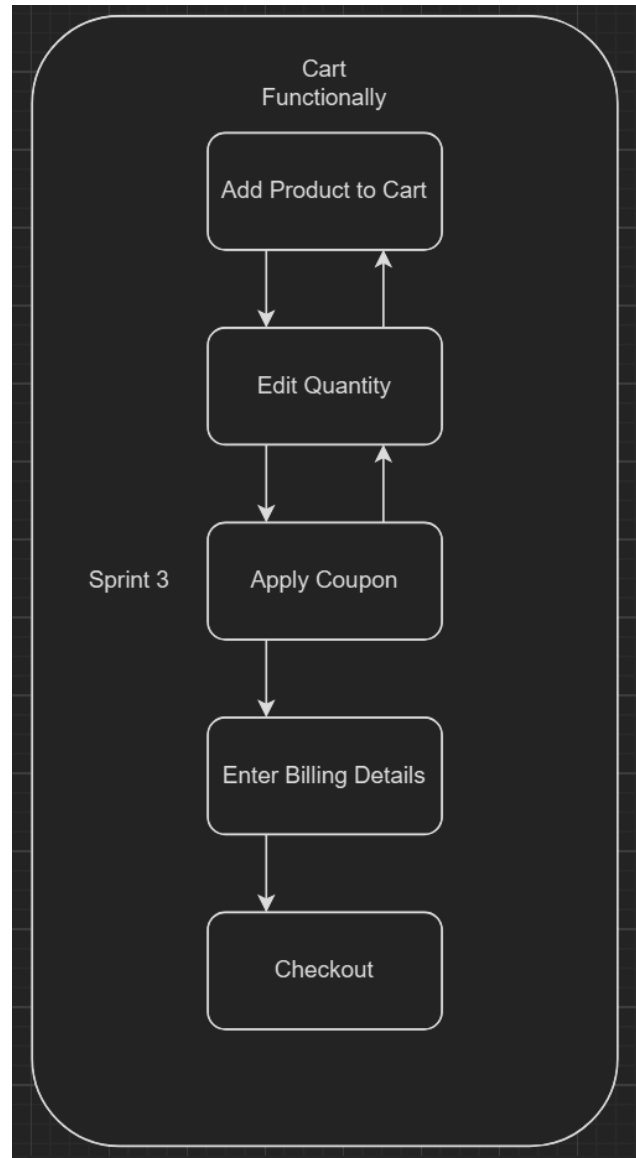 Cart
Functionally
Add Product to Cart
Edit Quantity
Sprint 3
Apply Coupon
Enter Billing Details
Checkout